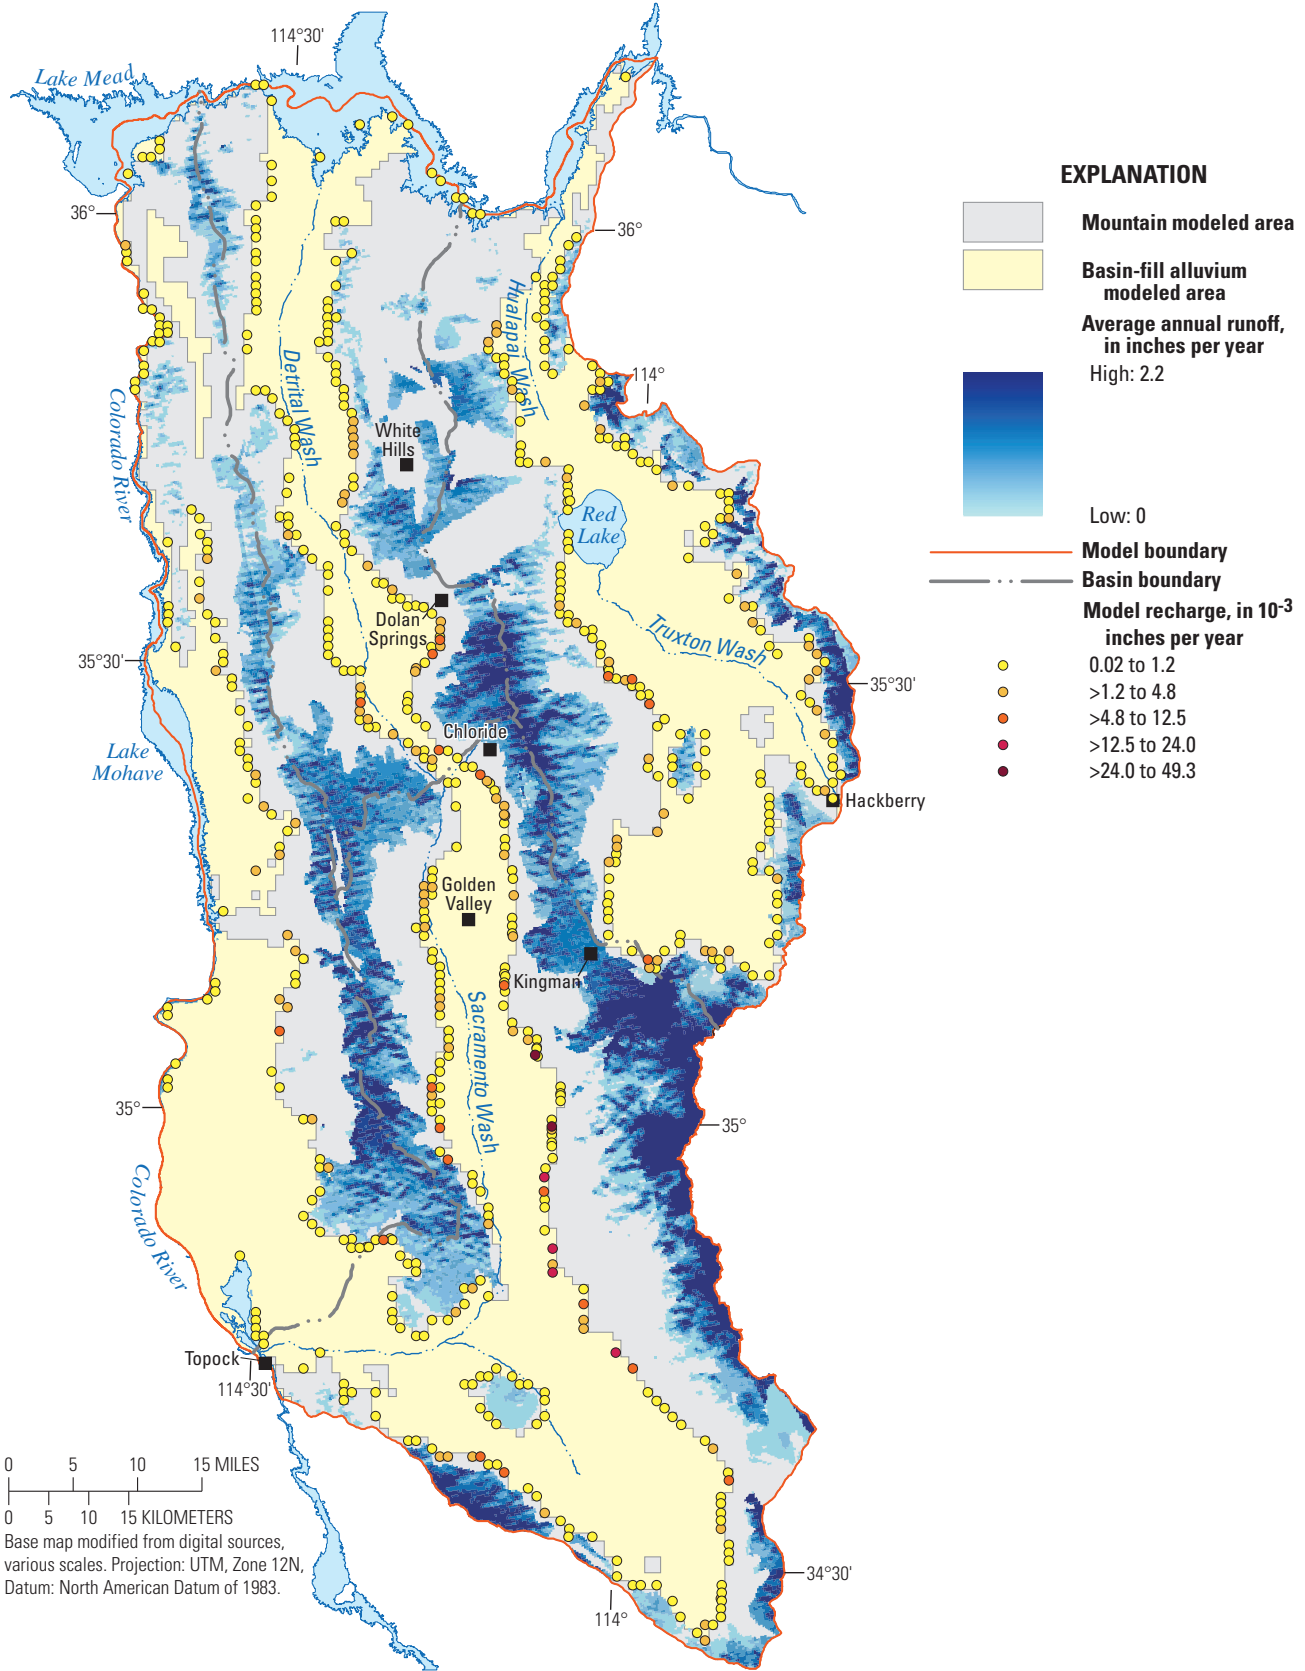 114°30'
Lake Mead
36°
36°
Hualapai Wash
Detrital Wash
114°
Colorado River
White
Hills
Red
Lake
Dolan
Springs
Truxton Wash
35°30'
35°30'
Chloride
Lake
Mohave
Hackberry
Golden
Valley
Kingman
Sacramento Wash
35°
35°
Colorado River
Topock
114°30'
34°30'
114°
0 5 10 15 MILES
0 5 10 15 KILOMETERS
Base map modified from digital sources,
various scales. Projection: UTM, Zone 12N,
Datum: North American Datum of 1983.
EXPLANATION
Mountain modeled area
Basin-fill alluvium
modeled area
Average annual runoff,
in inches per year
High: 2.2
Low: 0
Model boundary
Basin boundary
Model recharge, in 10⁻³
inches per year
0.02 to 1.2
>1.2 to 4.8
>4.8 to 12.5
>12.5 to 24.0
>24.0 to 49.3